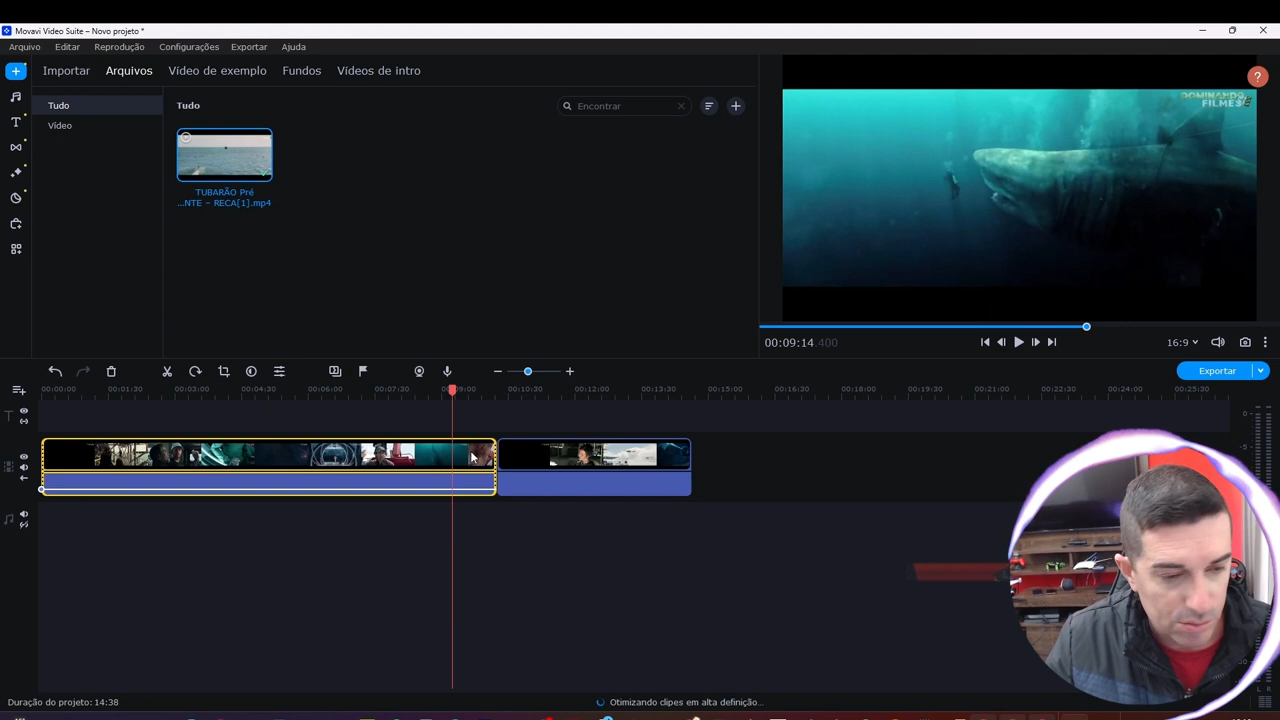 Movavi Video Suite – Novo projeto *
Arquivo Editar Reprodução Configurações Exportar Ajuda
Importar Arquivos Vídeo de exemplo Fundos Vídeos de intro
Tudo
Vídeo
Tudo
Encontrar
TUBARÃO Pré
...NTE – RECA[1].mp4
DOMINANDO
FILMES
?
00:09:14.400
16:9
Exportar
00:00:00 00:01:30 00:03:00 00:04:30 00:06:00 00:07:30 00:09:00 00:10:30 00:12:00 00:13:30 00:15:00 00:16:30 00:18:00 00:19:30 00:21:00 00:22:30 00:24:00 00:25:30
0
-5
L R
Duração do projeto: 14:38
Otimizando clipes em alta definição...